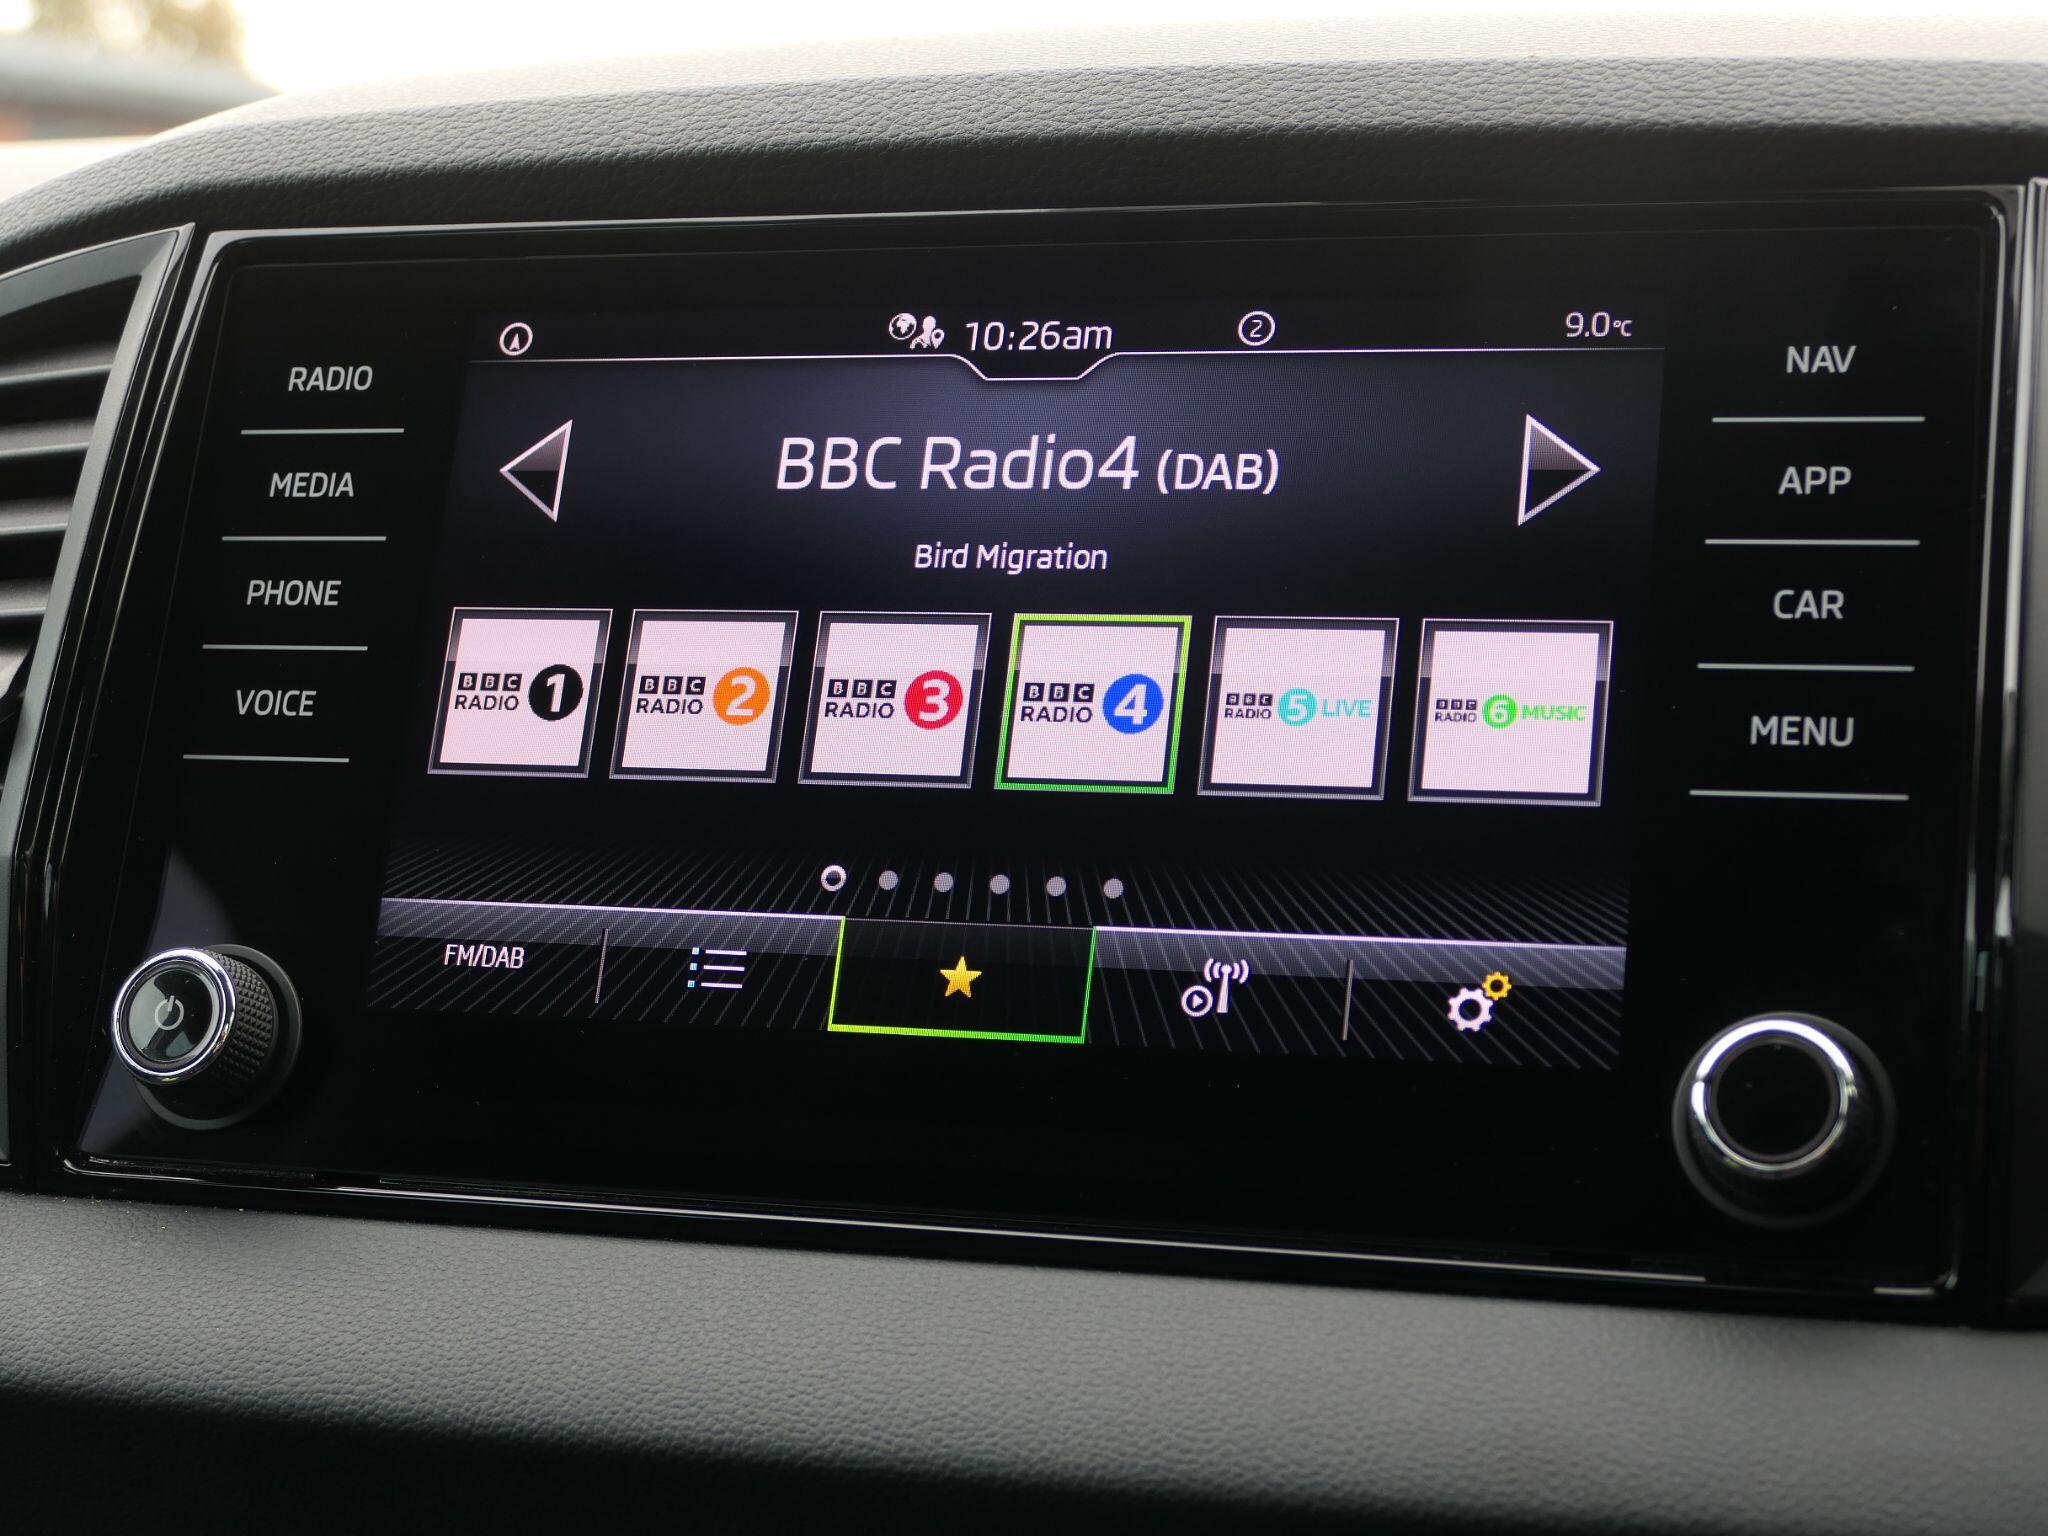 10:26am
2
9.0°C
RADIO
MEDIA
PHONE
VOICE
BBC Radio4 (DAB)
Bird Migration
BBC
RADIO 1
BBC
RADIO 2
BBC
RADIO 3
BBC
RADIO 4
BBC
RADIO 5 LIVE
BBC
RADIO 6 MUSIC
FM/DAB
NAV
APP
CAR
MENU